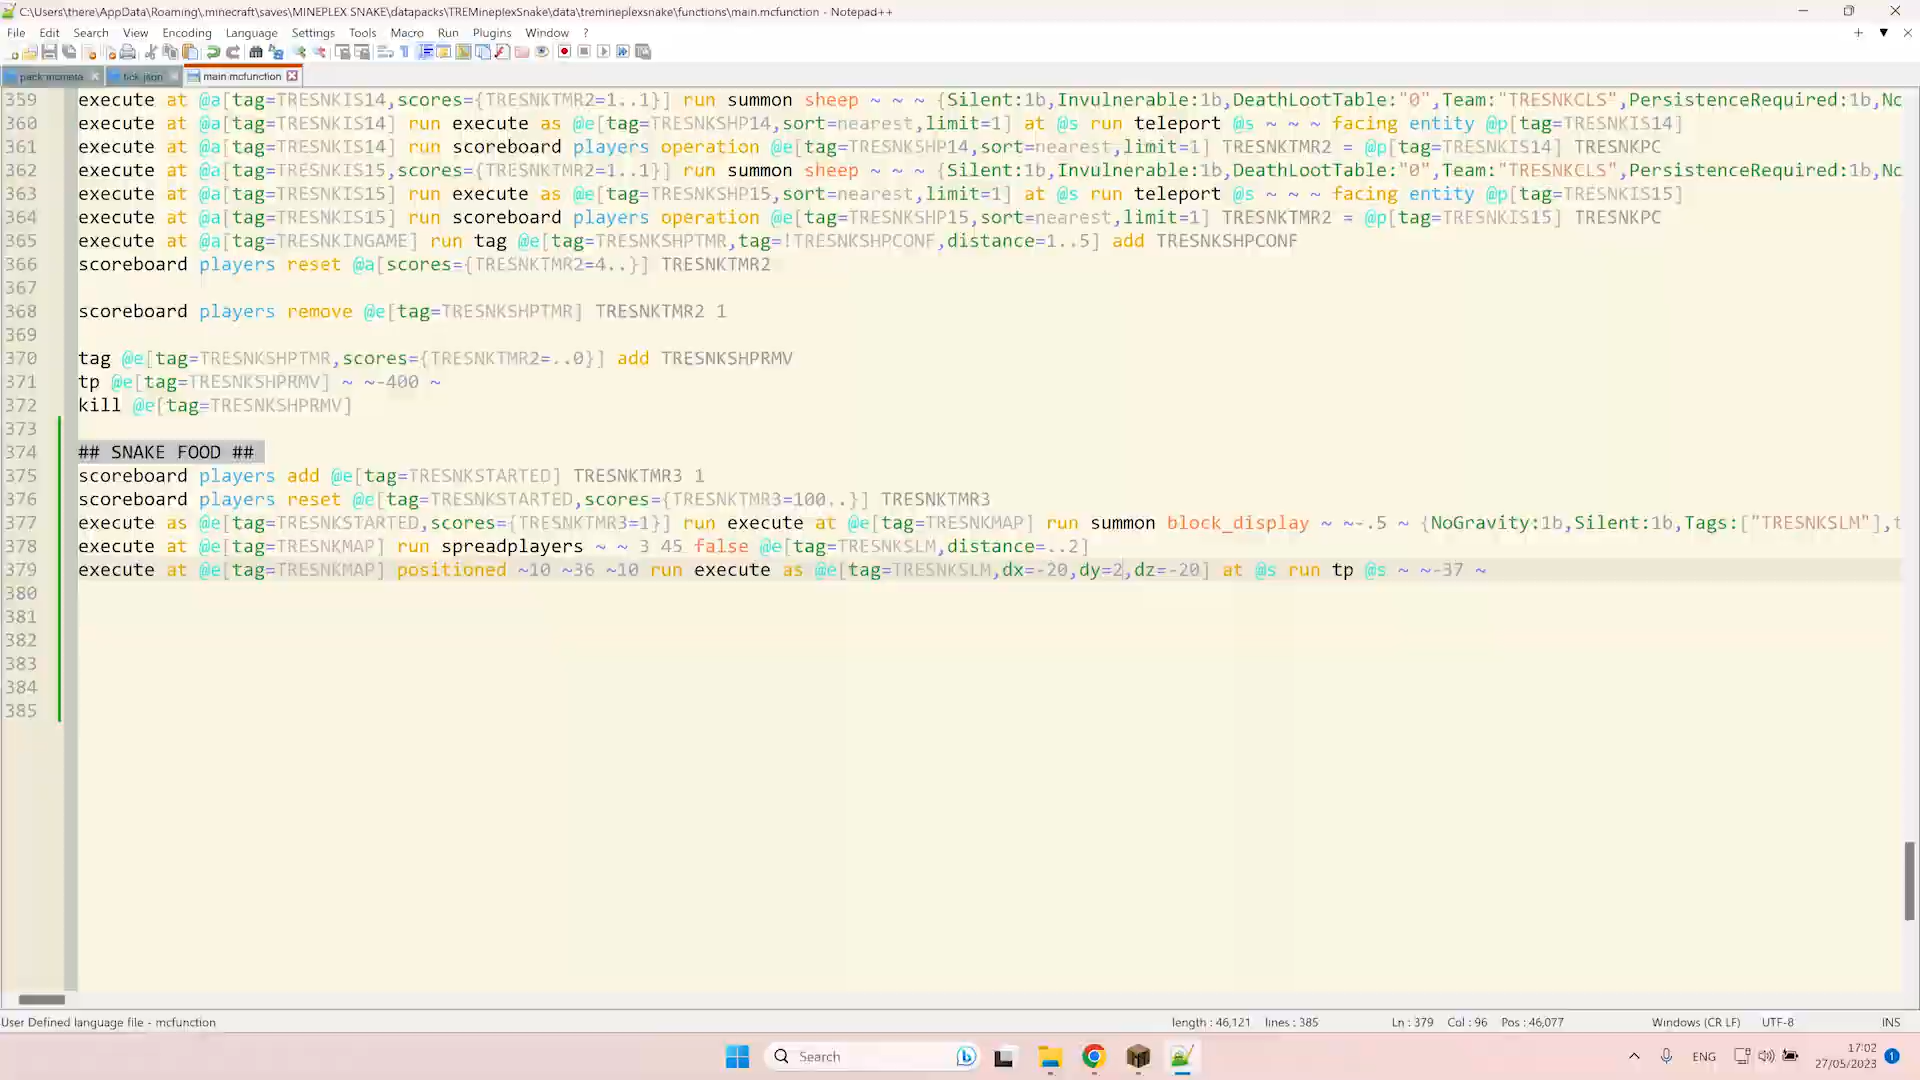 C:\Users\there\AppData\Roaming\.minecraft\saves\MINEPLEX SNAKE\datapacks\TREMineplexSnake\data\tremineplexsnake\functions\main.mcfunction - Notepad++
File Edit Search View Encoding Language Settings Tools Macro Run Plugins Window ?
pack.mcmeta tick.json main.mcfunction
359 execute at @a[tag=TRESNKIS14,scores={TRESNKTMR2=1..1}] run summon sheep ~ ~ ~ {Silent:1b,Invulnerable:1b,DeathLootTable:"0",Team:"TRESNKCLS",PersistenceRequired:1b,Nc
360 execute at @a[tag=TRESNKIS14] run execute as @e[tag=TRESNKSHP14,sort=nearest,limit=1] at @s run teleport @s ~ ~ ~ facing entity @p[tag=TRESNKIS14]
361 execute at @a[tag=TRESNKIS14] run scoreboard players operation @e[tag=TRESNKSHP14,sort=nearest,limit=1] TRESNKTMR2 = @p[tag=TRESNKIS14] TRESNKPC
362 execute at @a[tag=TRESNKIS15,scores={TRESNKTMR2=1..1}] run summon sheep ~ ~ ~ {Silent:1b,Invulnerable:1b,DeathLootTable:"0",Team:"TRESNKCLS",PersistenceRequired:1b,Nc
363 execute at @a[tag=TRESNKIS15] run execute as @e[tag=TRESNKSHP15,sort=nearest,limit=1] at @s run teleport @s ~ ~ ~ facing entity @p[tag=TRESNKIS15]
364 execute at @a[tag=TRESNKIS15] run scoreboard players operation @e[tag=TRESNKSHP15,sort=nearest,limit=1] TRESNKTMR2 = @p[tag=TRESNKIS15] TRESNKPC
365 execute at @a[tag=TRESNKINGAME] run tag @e[tag=TRESNKSHPTMR,tag=!TRESNKSHPCONF,distance=1..5] add TRESNKSHPCONF
366 scoreboard players reset @a[scores={TRESNKTMR2=4..}] TRESNKTMR2
367
368 scoreboard players remove @e[tag=TRESNKSHPTMR] TRESNKTMR2 1
369
370 tag @e[tag=TRESNKSHPTMR,scores={TRESNKTMR2=..0}] add TRESNKSHPRMV
371 tp @e[tag=TRESNKSHPRMV] ~ ~-400 ~
372 kill @e[tag=TRESNKSHPRMV]
373
374 ## SNAKE FOOD ##
375 scoreboard players add @e[tag=TRESNKSTARTED] TRESNKTMR3 1
376 scoreboard players reset @e[tag=TRESNKSTARTED,scores={TRESNKTMR3=100..}] TRESNKTMR3
377 execute as @e[tag=TRESNKSTARTED,scores={TRESNKTMR3=1}] run execute at @e[tag=TRESNKMAP] run summon block_display ~ ~-.5 ~ {NoGravity:1b,Silent:1b,Tags:["TRESNKSLM"],t
378 execute at @e[tag=TRESNKMAP] run spreadplayers ~ ~ 3 45 false @e[tag=TRESNKSLM,distance=..2]
379 execute at @e[tag=TRESNKMAP] positioned ~10 ~36 ~10 run execute as @e[tag=TRESNKSLM,dx=-20,dy=2,dz=-20] at @s run tp @s ~ ~-37 ~
380
381
382
383
384
385
User Defined language file - mcfunction length : 46,121 lines : 385 Ln : 379 Col : 96 Pos : 46,077 Windows (CR LF) UTF-8 INS
Search ENG 17:02
27/05/2023 1